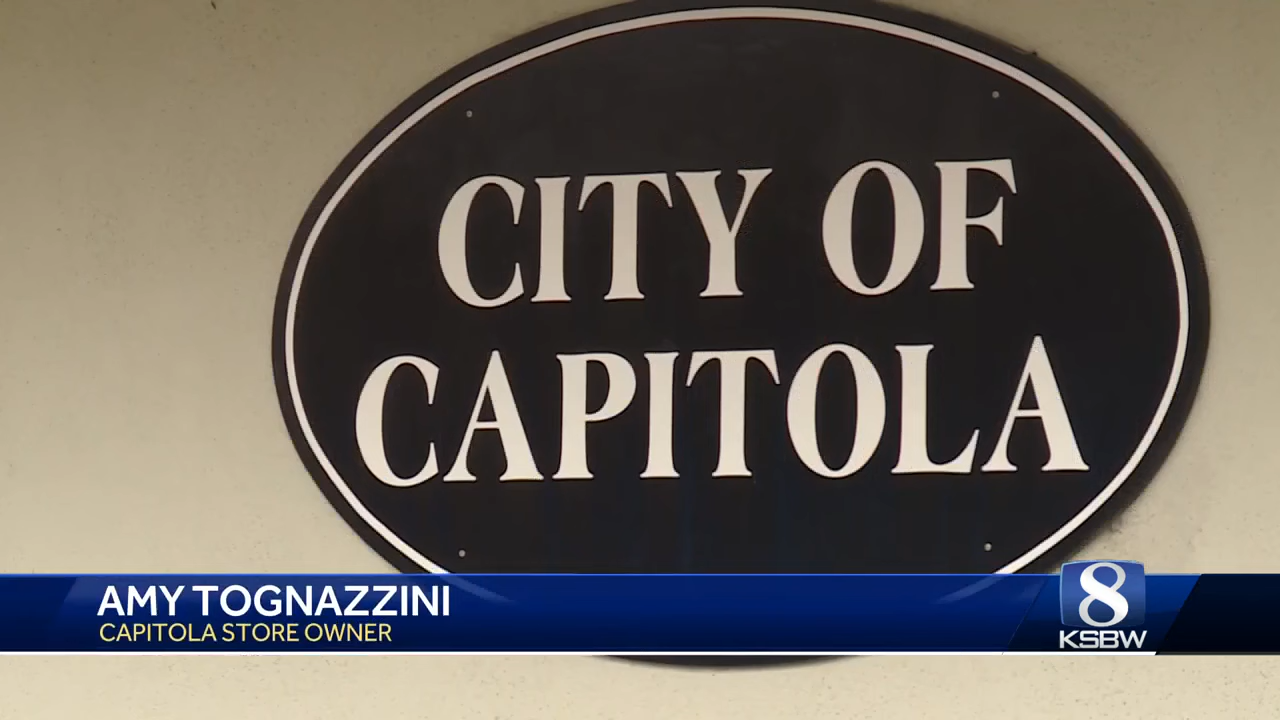 CITY OF
CAPITOLA
AMY TOGNAZZINI
CAPITOLA STORE OWNER
8
KSBW